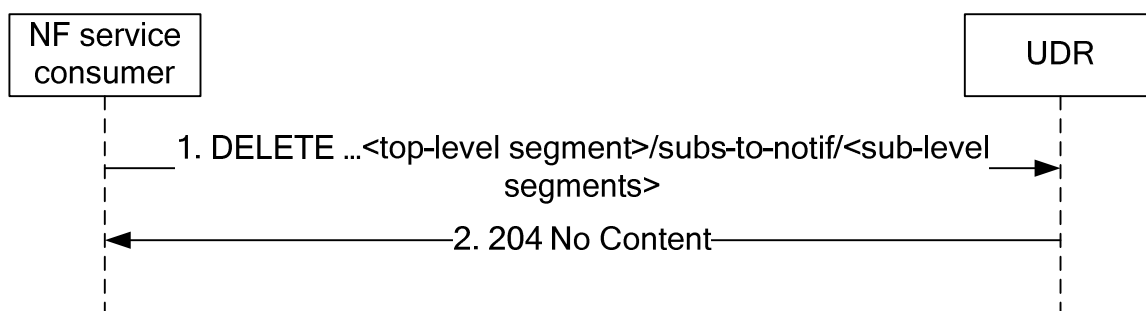 NF service
consumer
UDR
1. DELETE ...<top-level segment>/subs-to-notif/<sub-level
segments>
2. 204 No Content